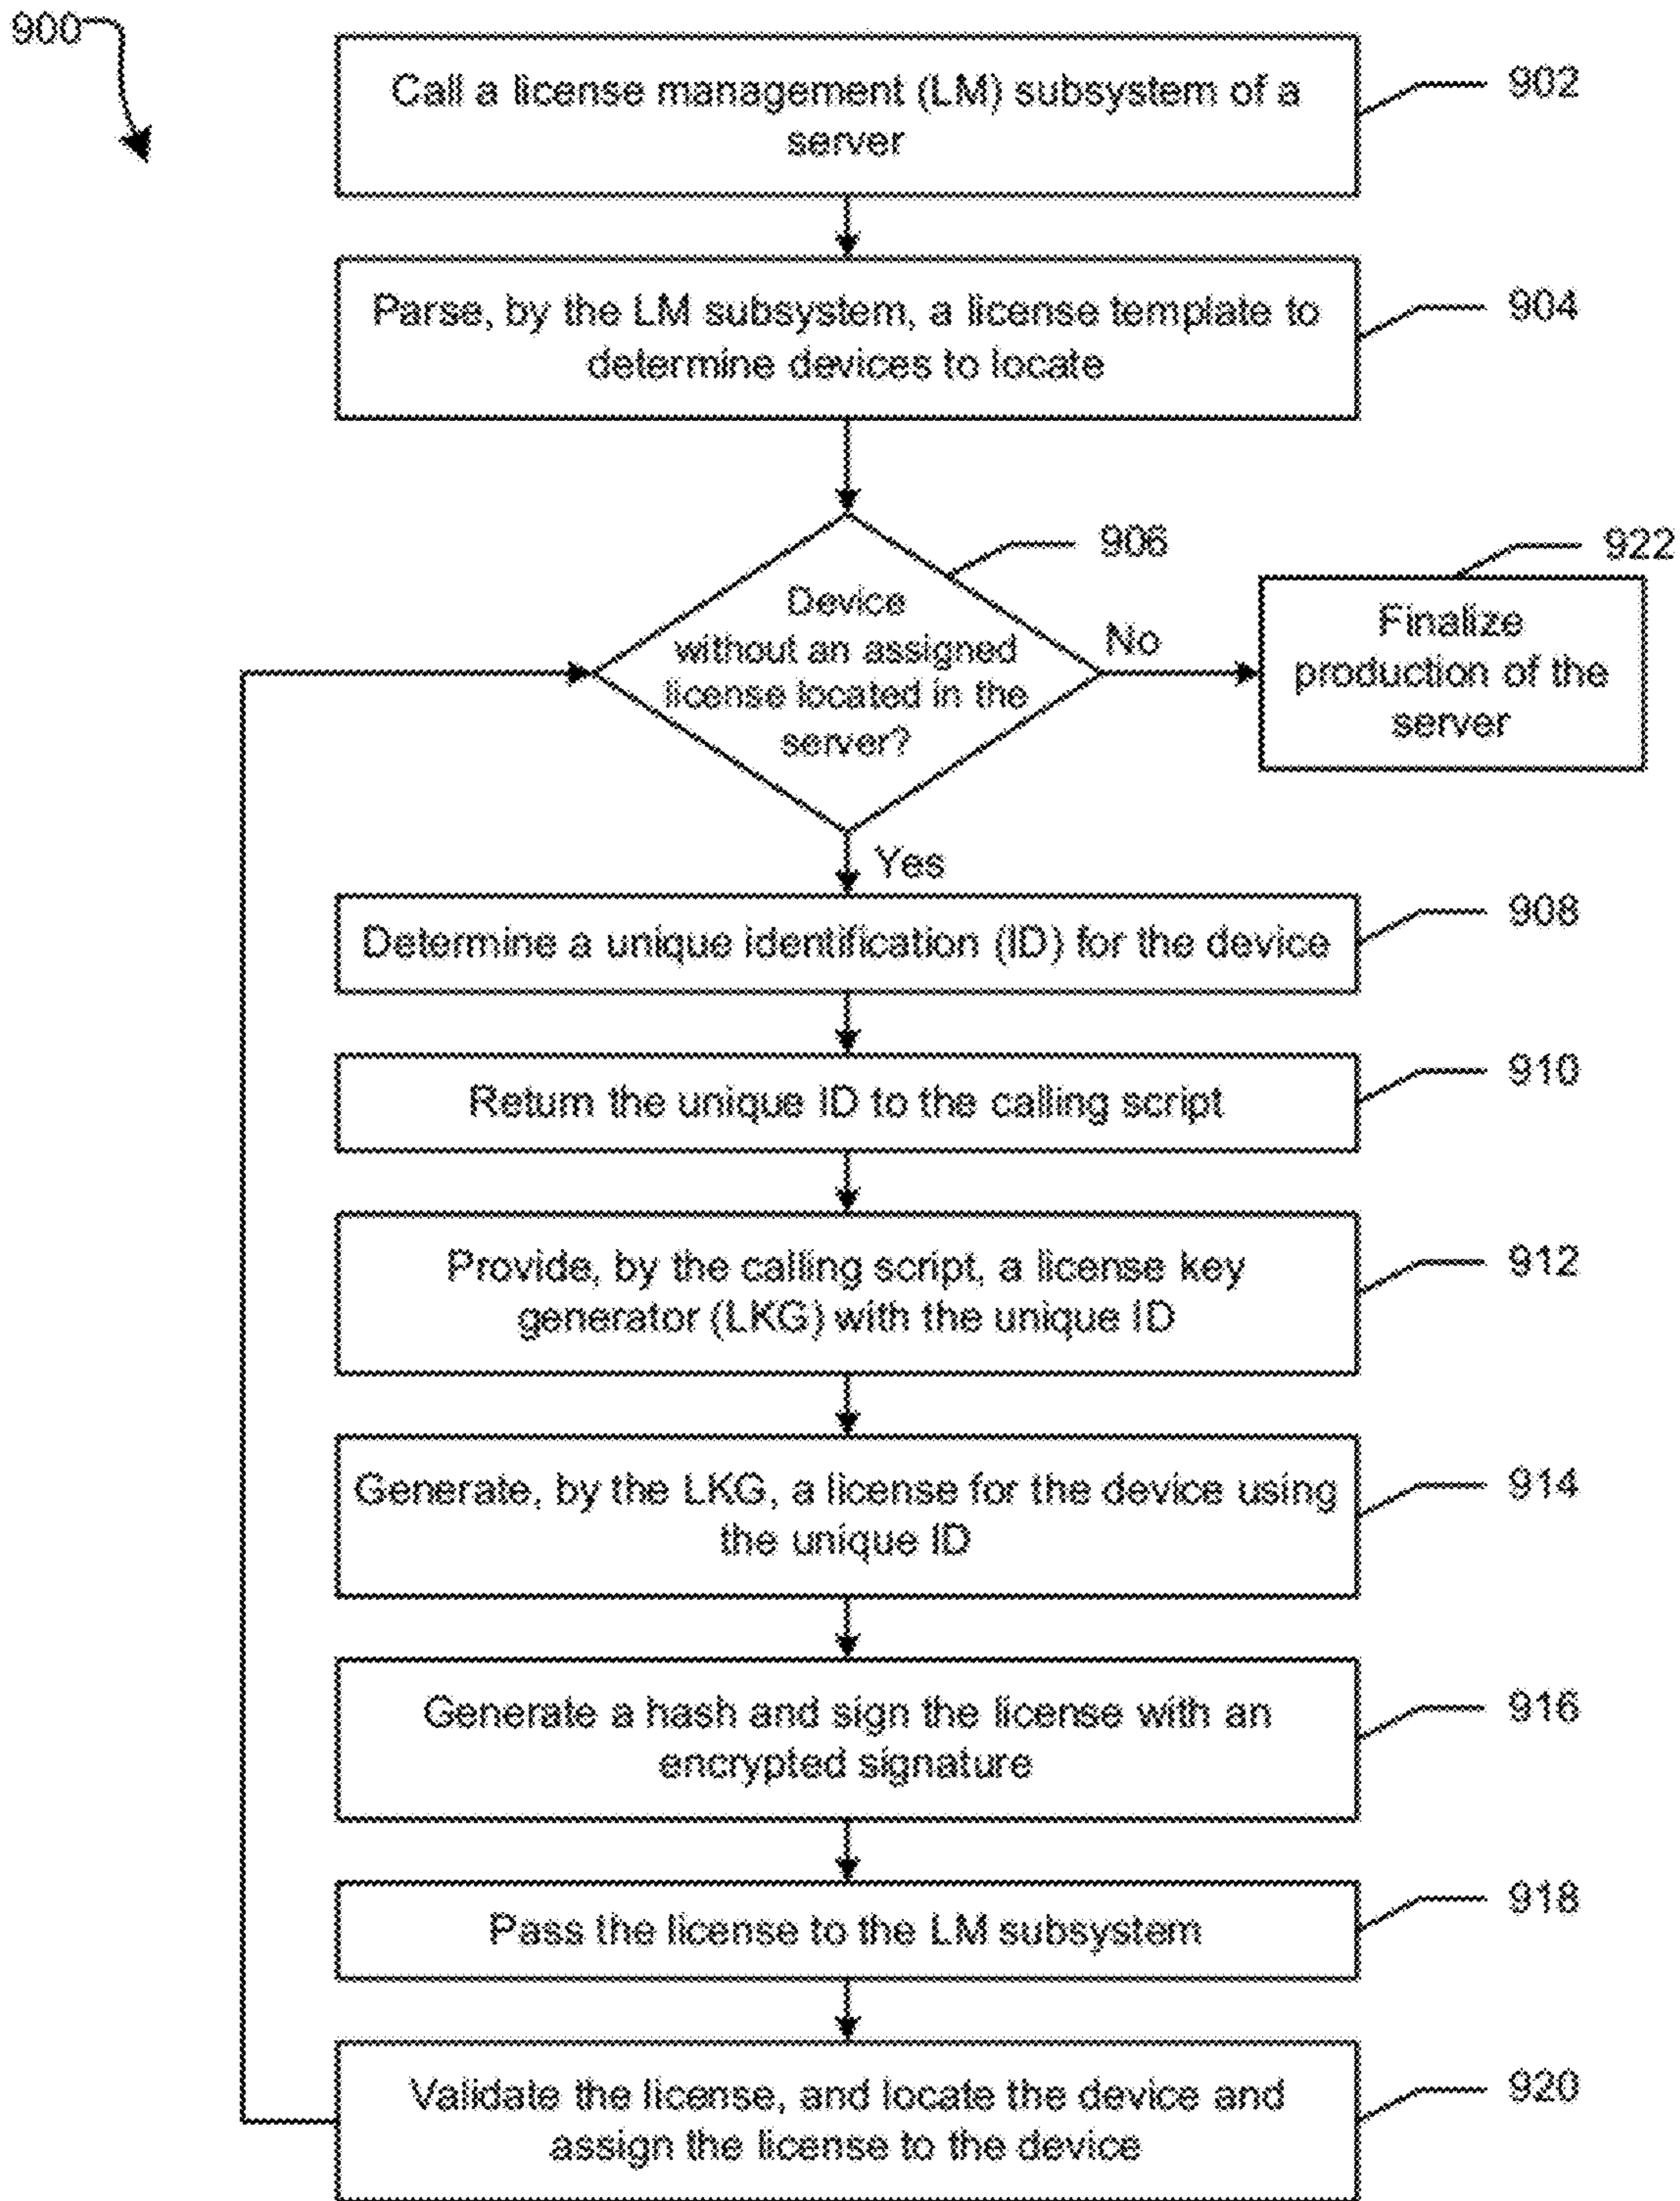 900
Call a license management (LM) subsystem of a
server
902
Parse, by the LM subsystem, a license template to
determine devices to locate
904
Device
without an assigned
license located in the
server?
906
No
922
Finalize
production of the
server
Yes
Determine a unique identification (ID) for the device
908
Return the unique ID to the calling script
910
Provide, by the calling script, a license key
generator (LKG) with the unique ID
912
Generate, by the LKG, a license for the device using
the unique ID
914
Generate a hash and sign the license with an
encrypted signature
916
Pass the license to the LM subsystem
918
Validate the license, and locate the device and
assign the license to the device
920